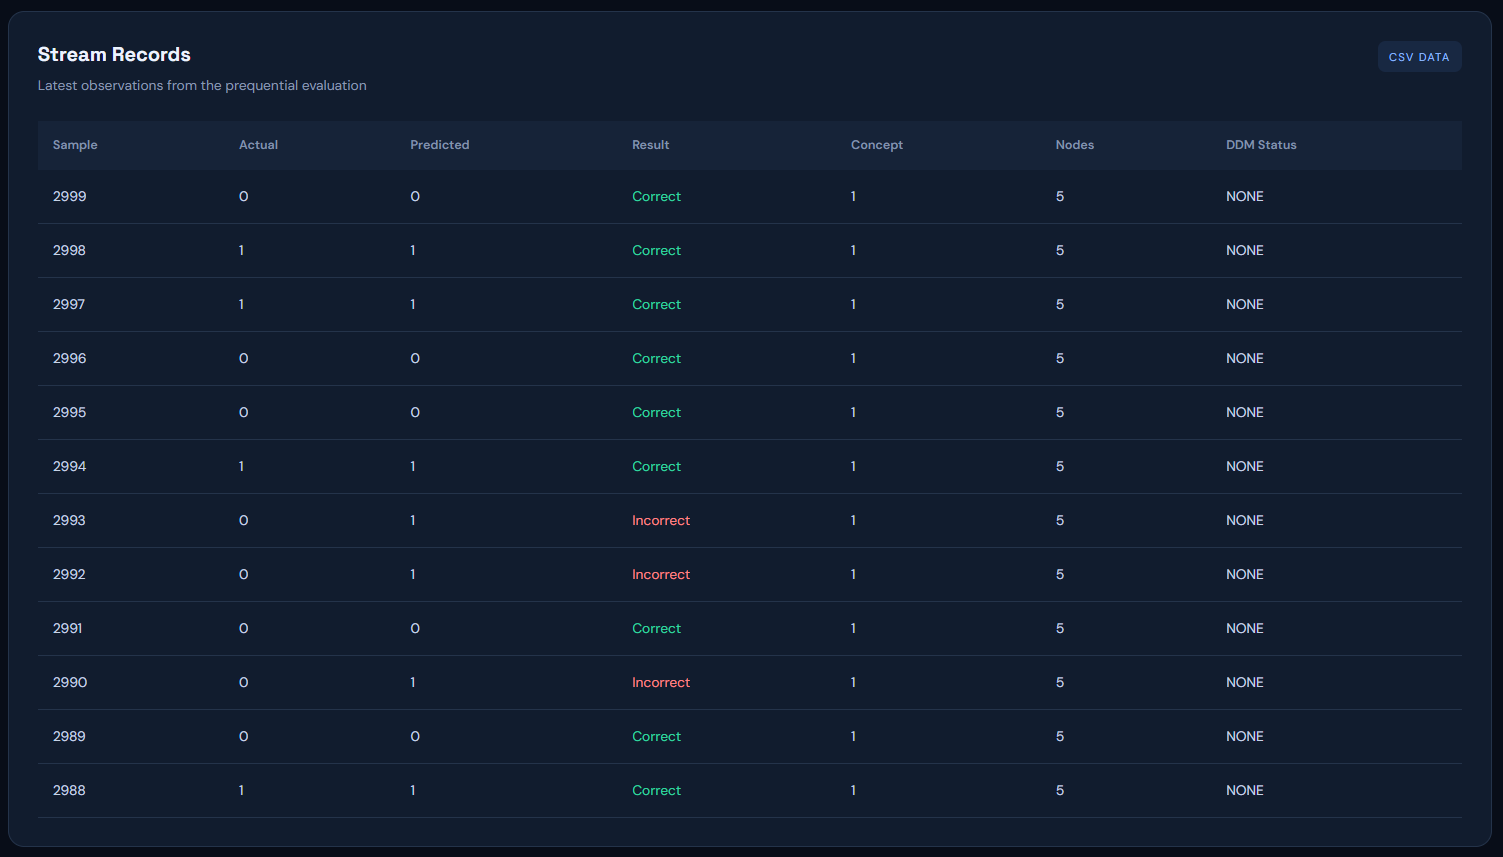 Stream Records
CSV DATA
Latest observations from the prequential evaluation
Sample Actual Predicted Result Concept Nodes DDM Status
2999 0 0 Correct 1 5 NONE
2998 1 1 Correct 1 5 NONE
2997 1 1 Correct 1 5 NONE
2996 0 0 Correct 1 5 NONE
2995 0 0 Correct 1 5 NONE
2994 1 1 Correct 1 5 NONE
2993 0 1 Incorrect 1 5 NONE
2992 0 1 Incorrect 1 5 NONE
2991 0 0 Correct 1 5 NONE
2990 0 1 Incorrect 1 5 NONE
2989 0 0 Correct 1 5 NONE
2988 1 1 Correct 1 5 NONE